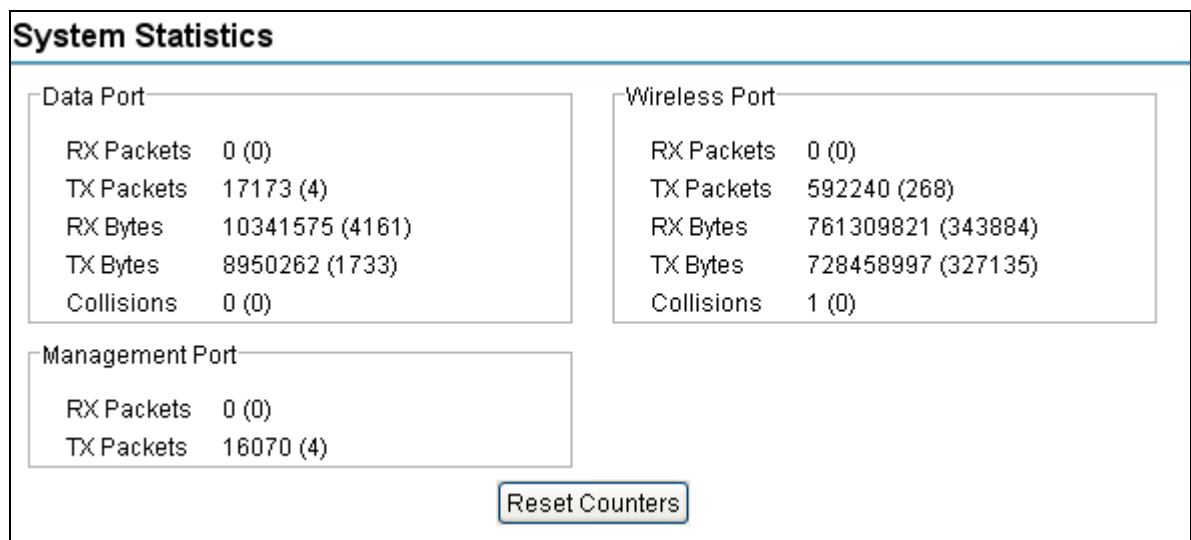 System Statistics
Data Port
RX Packets 0 (0)
TX Packets 17173 (4)
RX Bytes 10341575 (4161)
TX Bytes 8950262 (1733)
Collisions 0 (0)
Wireless Port
RX Packets 0 (0)
TX Packets 592240 (268)
RX Bytes 761309821 (343884)
TX Bytes 728458997 (327135)
Collisions 1 (0)
Management Port
RX Packets 0 (0)
TX Packets 16070 (4)
Reset Counters